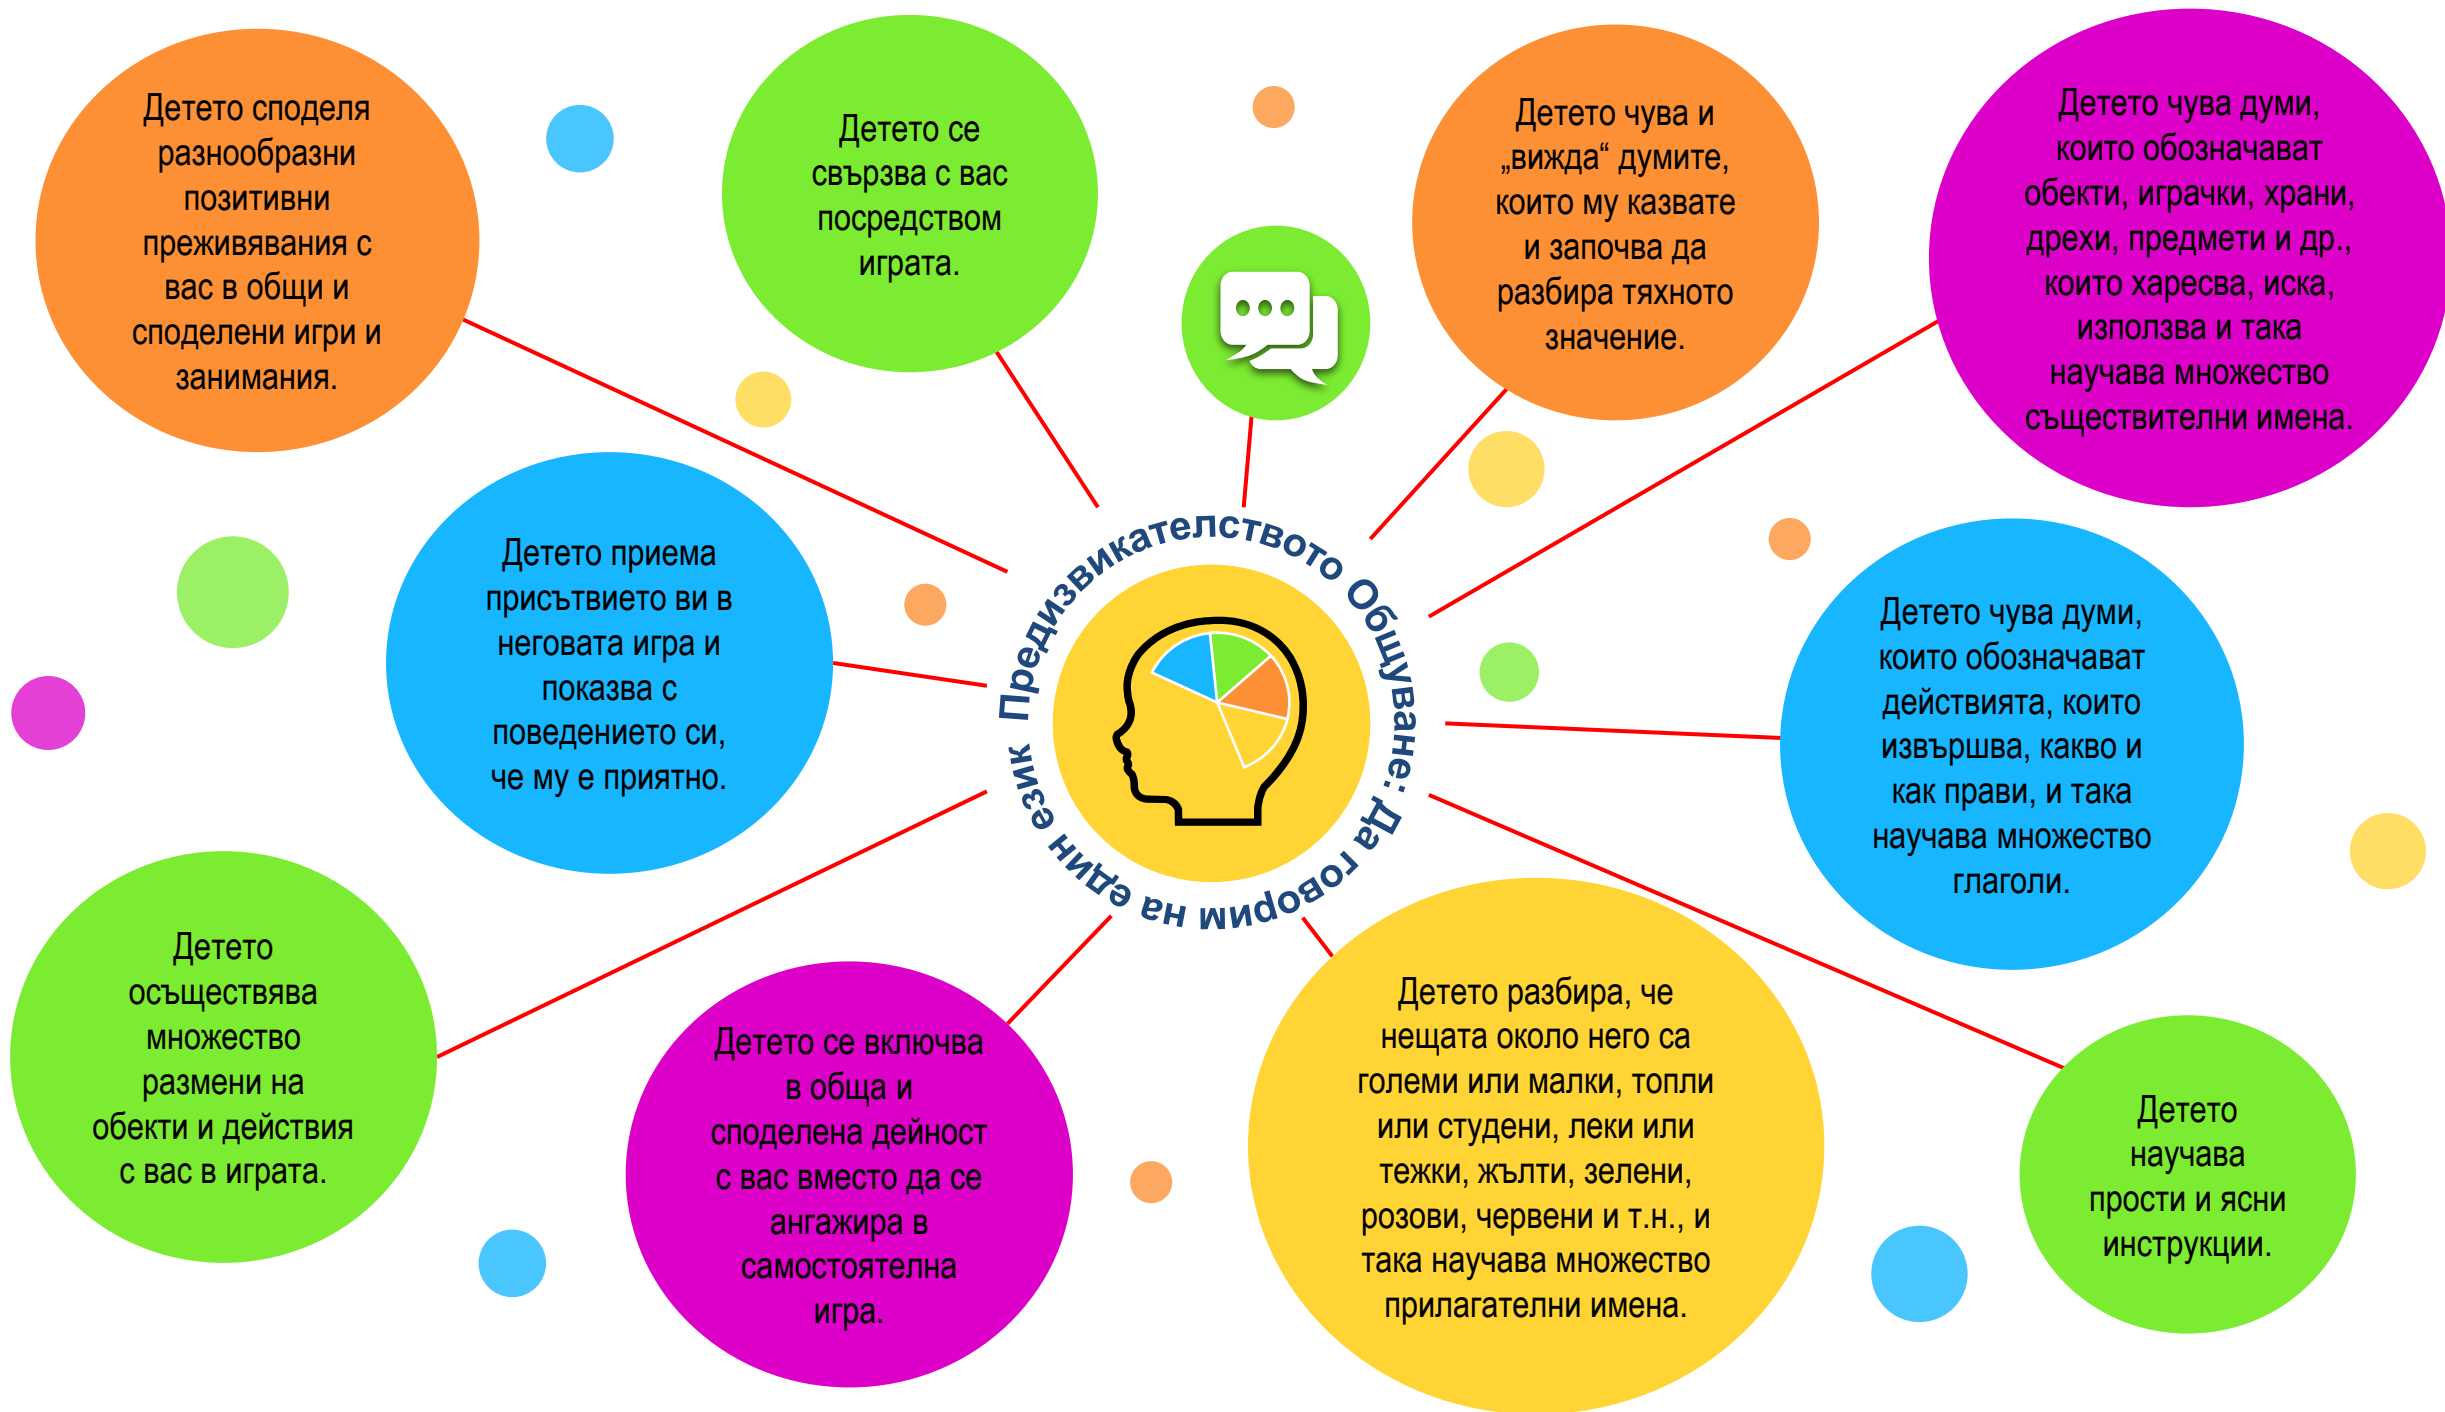 Детето споделя
разнообразни
позитивни
преживявания с
вас в общи и
споделени игри и
занимания.
Детето се
свързва с вас
посредством
играта.
Детето чува и
„вижда“ думите,
които му казвате
и започва да
разбира тяхното
значение.
Детето чува думи,
които обозначават
обекти, играчки, храни,
дрехи, предмети и др.,
които харесва, иска,
използва и така
научава множество
съществителни имена.
Детето приема
присътвието ви в
неговата игра и
показва с
поведението си,
че му е приятно.
Предизвикателството Общуване: Да говорим на един език
Детето чува думи,
които обозначават
действията, които
извършва, какво и
как прави, и така
научава множество
глаголи.
Детето
осъществява
множество
размени на
обекти и действия
с вас в играта.
Детето се включва
в обща и
споделена дейност
с вас вместо да се
ангажира в
самостоятелна
игра.
Детето разбира, че
нещата около него са
големи или малки, топли
или студени, леки или
тежки, жълти, зелени,
розови, червени и т.н., и
така научава множество
прилагателни имена.
Детето
научава
прости и ясни
инструкции.